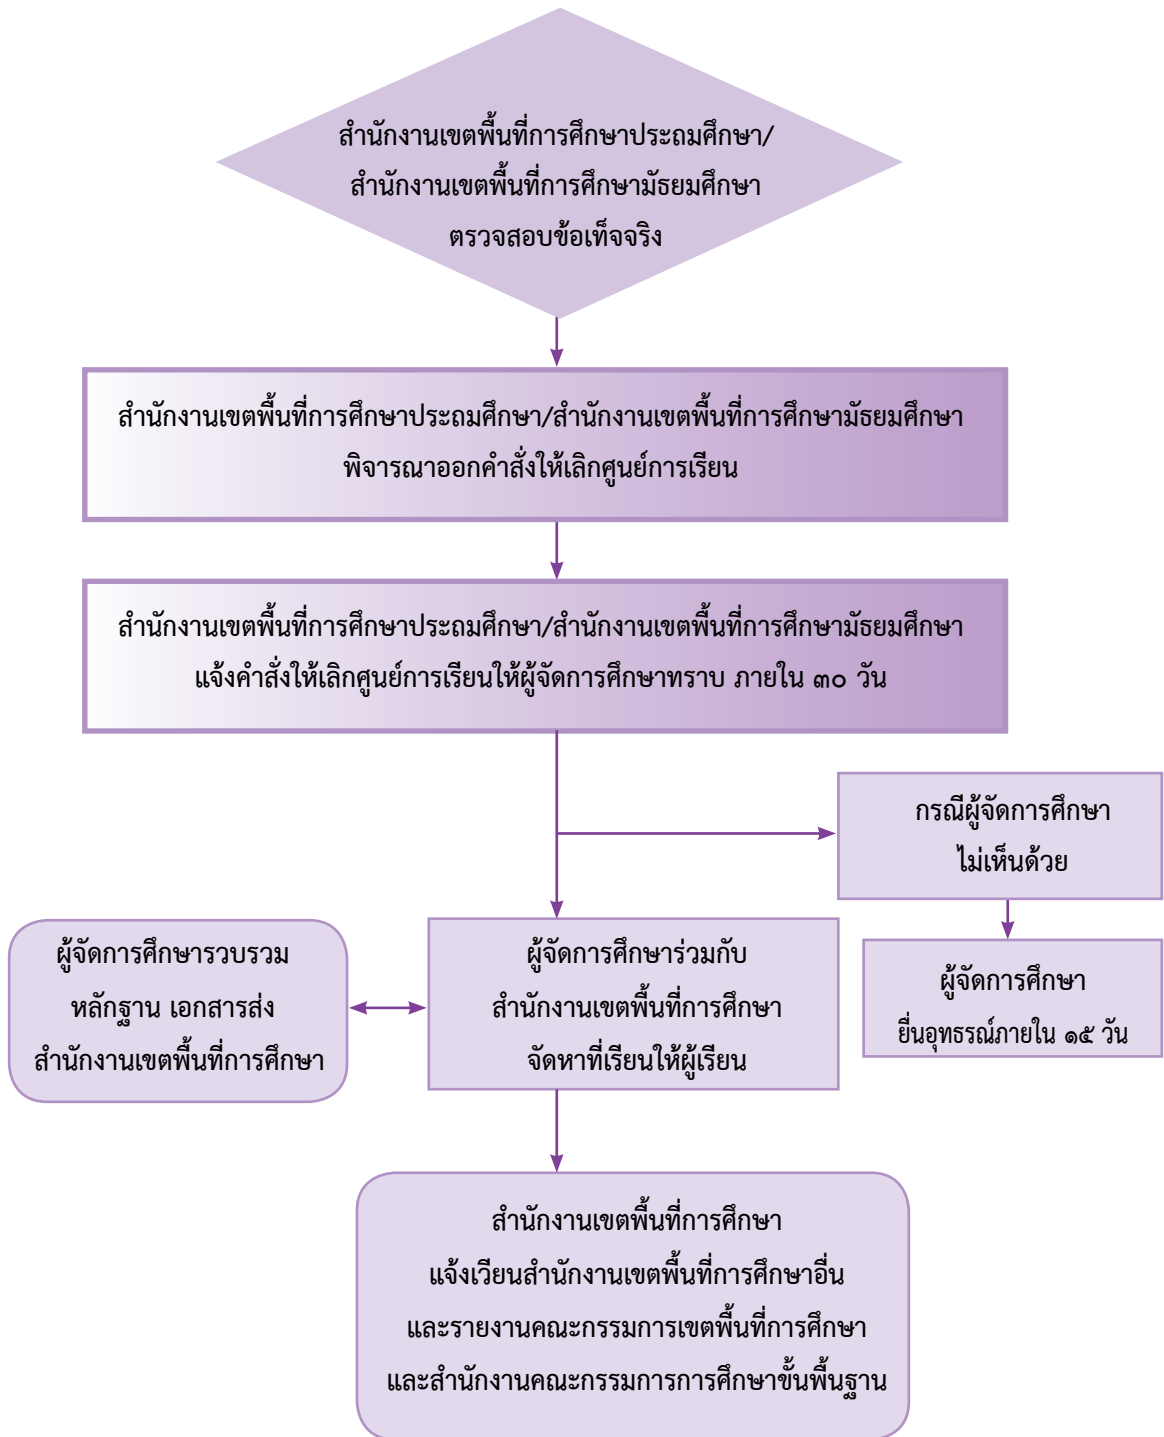 สำนักงานเขตพื้นที่การศึกษาประถมศึกษา/
สำนักงานเขตพื้นที่การศึกษามัธยมศึกษา
ตรวจสอบข้อเท็จจริง
สำนักงานเขตพื้นที่การศึกษาประถมศึกษา/สำนักงานเขตพื้นที่การศึกษามัธยมศึกษา
พิจารณาออกคำสั่งให้เลิกศูนย์การเรียน
สำนักงานเขตพื้นที่การศึกษาประถมศึกษา/สำนักงานเขตพื้นที่การศึกษามัธยมศึกษา
แจ้งคำสั่งให้เลิกศูนย์การเรียนให้ผู้จัดการศึกษาทราบ ภายใน ๓๐ วัน
กรณีผู้จัดการศึกษา
ไม่เห็นด้วย
ผู้จัดการศึกษา
ยื่นอุทธรณ์ภายใน ๑๕ วัน
ผู้จัดการศึกษารวบรวม
หลักฐาน เอกสารส่ง
สำนักงานเขตพื้นที่การศึกษา
ผู้จัดการศึกษาร่วมกับ
สำนักงานเขตพื้นที่การศึกษา
จัดหาที่เรียนให้ผู้เรียน
สำนักงานเขตพื้นที่การศึกษา
แจ้งเวียนสำนักงานเขตพื้นที่การศึกษาอื่น
และรายงานคณะกรรมการเขตพื้นที่การศึกษา
และสำนักงานคณะกรรมการการศึกษาขั้นพื้นฐาน